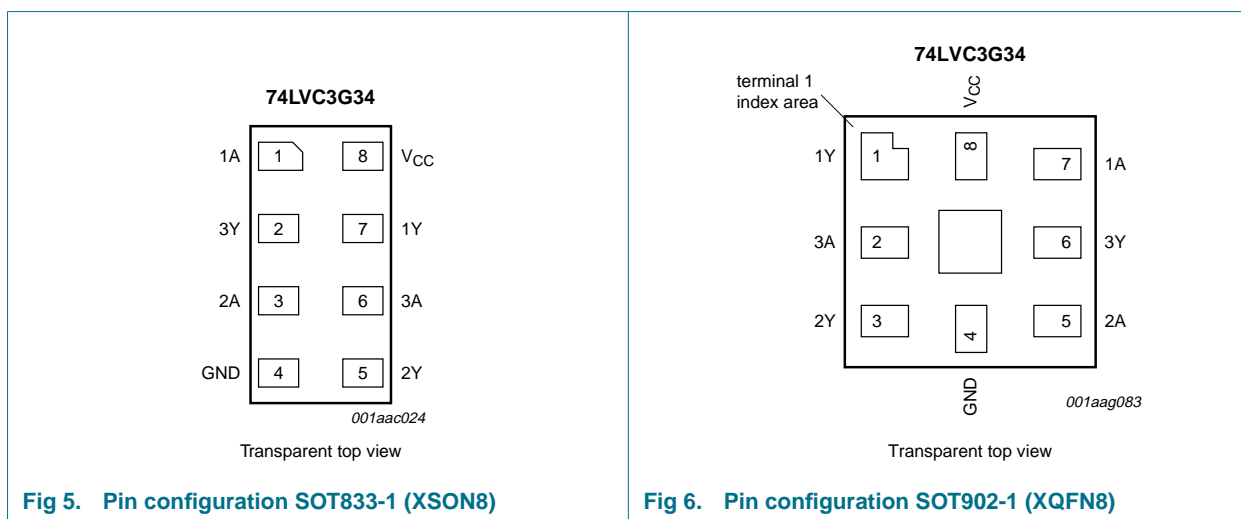 74LVC3G34
1A 1 8 VCC
3Y 2 7 1Y
2A 3 6 3A
GND 4 5 2Y
001aac024
Transparent top view
Fig 5. Pin configuration SOT833-1 (XSON8)
74LVC3G34
terminal 1
index area
VCC
1Y 1 8 7 1A
3A 2 6 3Y
2Y 3 4 5 2A
GND
001aag083
Transparent top view
Fig 6. Pin configuration SOT902-1 (XQFN8)